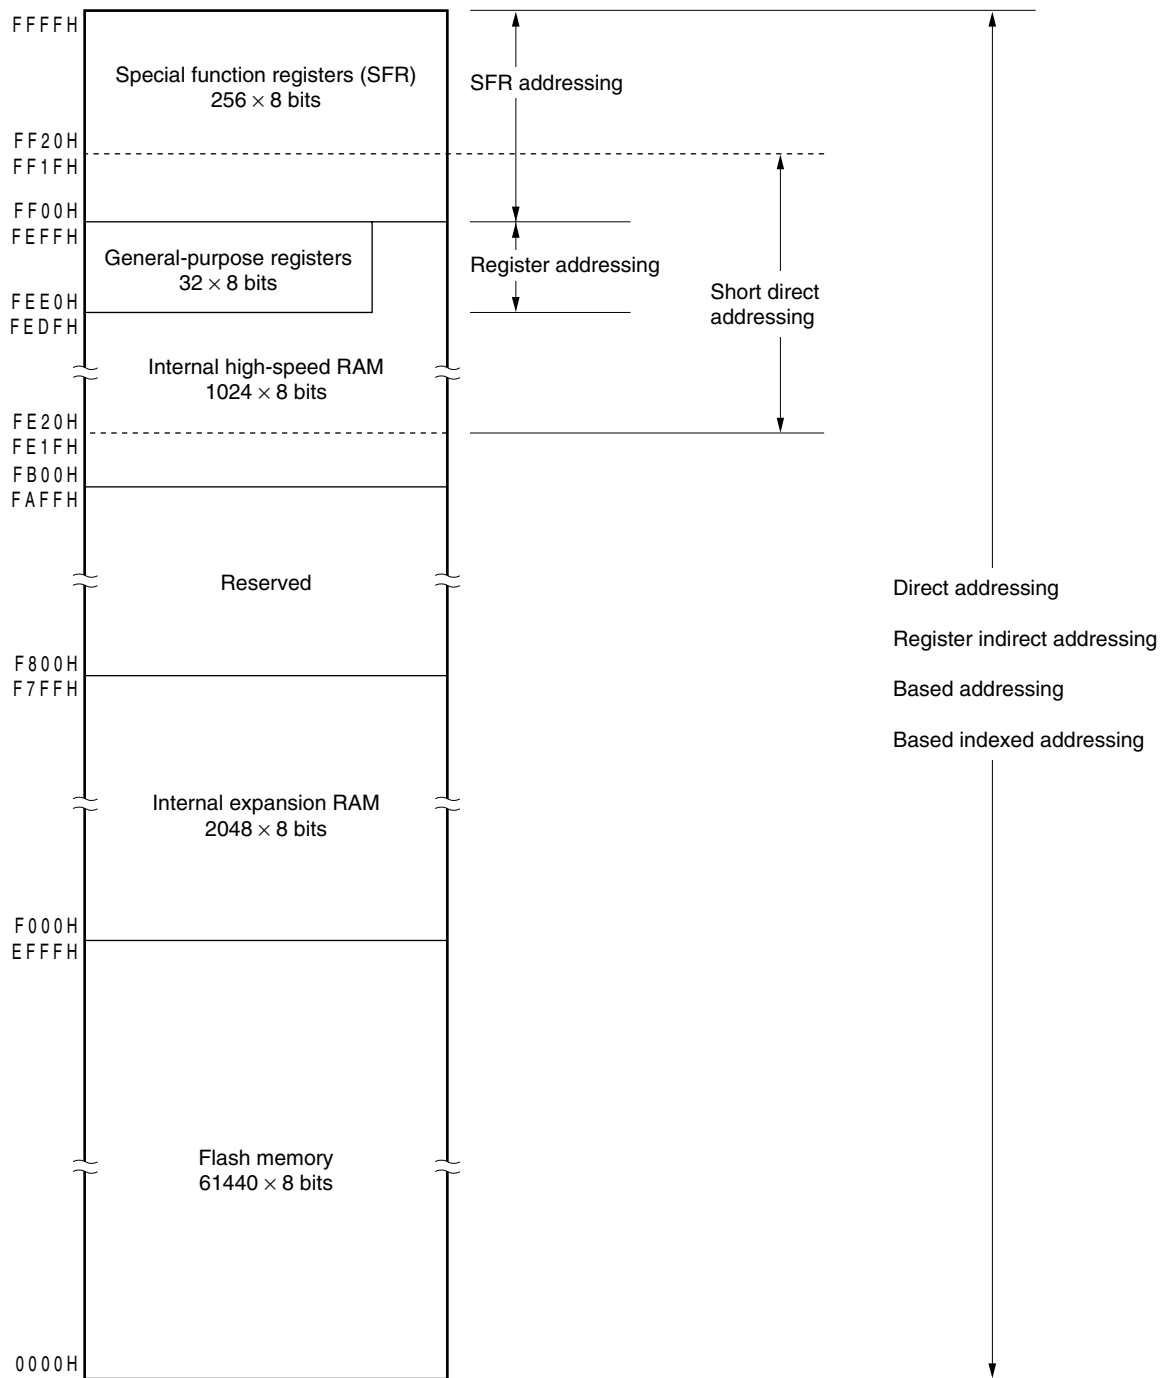 FFFFH
Special function registers (SFR)
256 × 8 bits
SFR addressing
FF20H
FF1FH
FF00H
FEFFH
General-purpose registers
32 × 8 bits
Register addressing
FEE0H
FEDFH
Short direct
addressing
Internal high-speed RAM
1024 × 8 bits
FE20H
FE1FH
FB00H
FAFFH
Reserved
Direct addressing
Register indirect addressing
Based addressing
Based indexed addressing
F800H
F7FFH
Internal expansion RAM
2048 × 8 bits
F000H
EFFFH
Flash memory
61440 × 8 bits
0000H